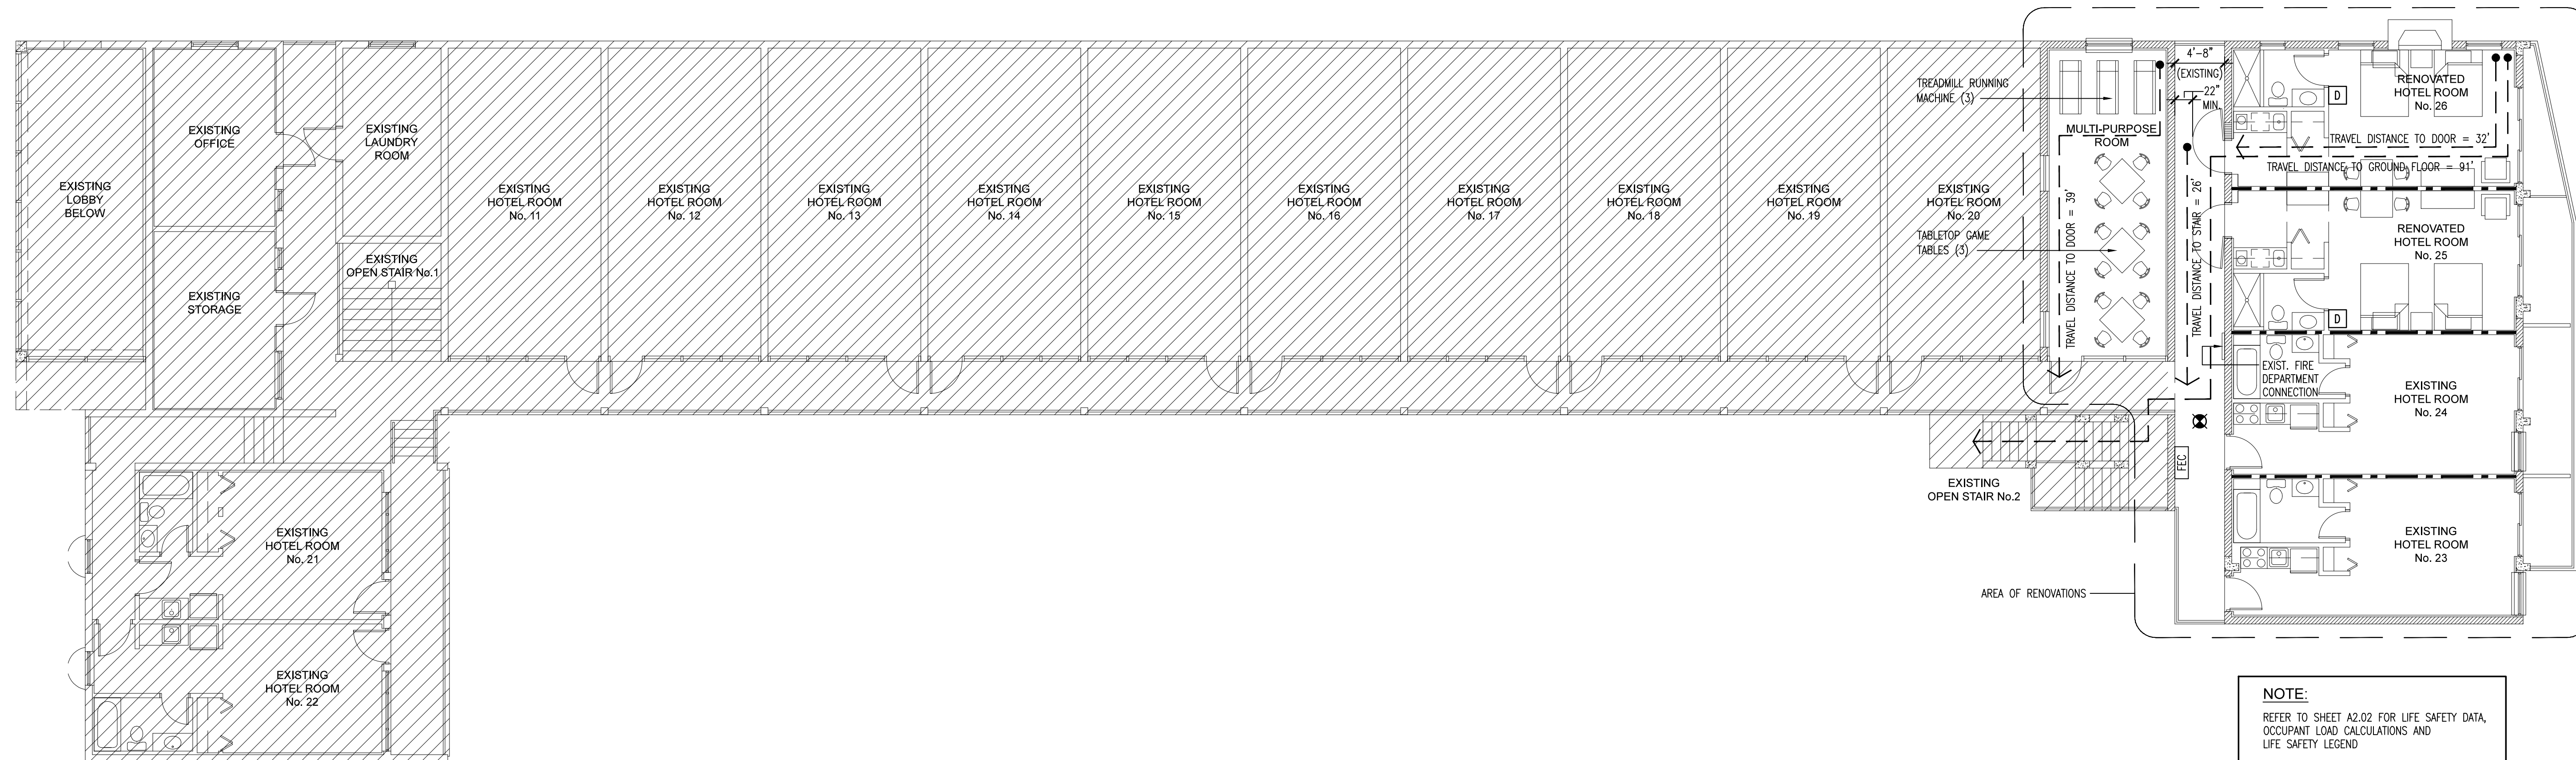 EXISTING
LOBBY
BELOW
EXISTING
OFFICE
EXISTING
STORAGE
EXISTING
LAUNDRY
ROOM
EXISTING
OPEN STAIR No.1
EXISTING
HOTEL ROOM
No. 11
EXISTING
HOTEL ROOM
No. 12
EXISTING
HOTEL ROOM
No. 13
EXISTING
HOTEL ROOM
No. 14
EXISTING
HOTEL ROOM
No. 15
EXISTING
HOTEL ROOM
No. 16
EXISTING
HOTEL ROOM
No. 17
EXISTING
HOTEL ROOM
No. 18
EXISTING
HOTEL ROOM
No. 19
EXISTING
HOTEL ROOM
No. 20
TREADMILL RUNNING
MACHINE (3)
TABLETOP GAME
TABLES (3)
MULTI-PURPOSE
ROOM
TRAVEL DISTANCE TO DOOR = 39'
4'-8"
(EXISTING)
22"
MIN.
TRAVEL DISTANCE TO STAIR = 26'
RENOVATED
HOTEL ROOM
No. 26
D
TRAVEL DISTANCE TO DOOR = 32'
TRAVEL DISTANCE TO GROUND FLOOR = 91'
RENOVATED
HOTEL ROOM
No. 25
D
EXIST. FIRE
DEPARTMENT
CONNECTION
EXISTING
HOTEL ROOM
No. 24
FEC
EXISTING
OPEN STAIR No.2
EXISTING
HOTEL ROOM
No. 23
AREA OF RENOVATIONS
EXISTING
HOTEL ROOM
No. 21
EXISTING
HOTEL ROOM
No. 22
NOTE:
REFER TO SHEET A2.02 FOR LIFE SAFETY DATA,
OCCUPANT LOAD CALCULATIONS AND
LIFE SAFETY LEGEND